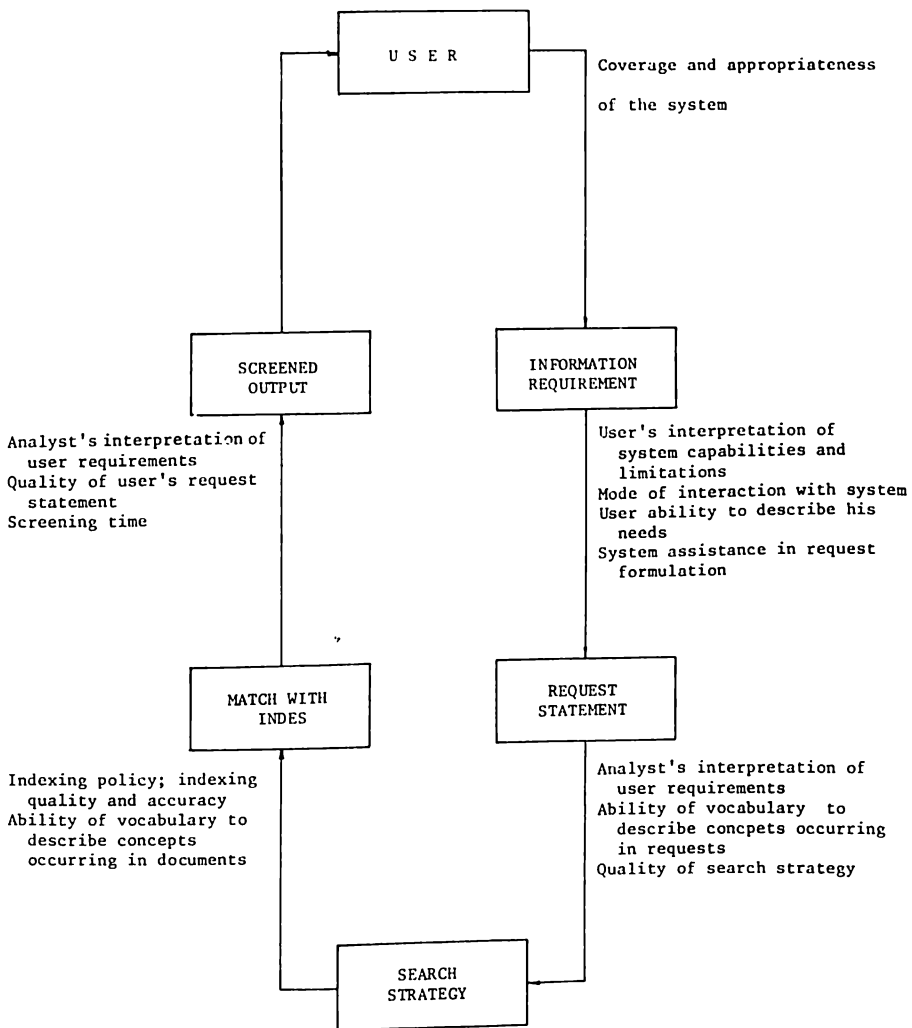 U S E R
Coverage and appropriateness
of the system
SCREENED
OUTPUT
INFORMATION
REQUIREMENT
Analyst's interpretation of
user requirements
Quality of user's request
statement
Screening time
User's interpretation of
system capabilities and
limitations
Mode of interaction with system
User ability to describe his
needs
System assistance in request
formulation
MATCH WITH
INDES
REQUEST
STATEMENT
Indexing policy; indexing
quality and accuracy
Ability of vocabulary to
describe concepts
occurring in documents
Analyst's interpretation of
user requirements
Ability of vocabulary to
describe concpets occurring
in requests
Quality of search strategy
SEARCH
STRATEGY